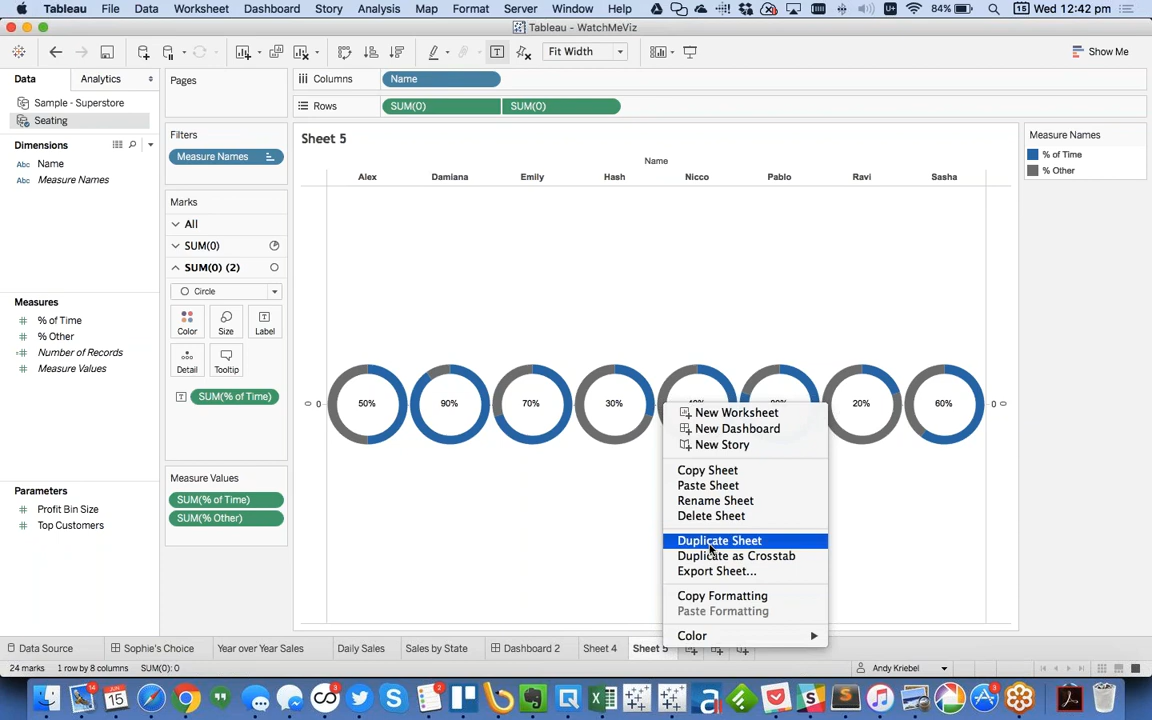 Tableau File Data Worksheet Dashboard Story Analysis Map Format Server Window Help 84% Wed 12:42 pm
Tableau - WatchMeViz
Fit Width Show Me
Data Analytics Pages Columns Name
Sample - Superstore
Seating
Rows SUM(0) SUM(0)
Dimensions
Name
Measure Names
Filters
Measure Names
Sheet 5
Name
Alex Damiana Emily Hash Nicco Pablo Ravi Sasha
Measure Names
% of Time
% Other
Marks
All
SUM(0)
SUM(0) (2)
Circle
Color Size Label
Detail Tooltip
SUM(% of Time)
Measures
% of Time
% Other
Number of Records
Measure Values
0 50% 90% 70% 30% 20% 60% 0
Measure Values
SUM(% of Time)
SUM(% Other)
Parameters
Profit Bin Size
Top Customers
New Worksheet
New Dashboard
New Story
Copy Sheet
Paste Sheet
Rename Sheet
Delete Sheet
Duplicate Sheet
Duplicate as Crosstab
Export Sheet...
Copy Formatting
Paste Formatting
Color
Data Source Sophie's Choice Year over Year Sales Daily Sales Sales by State Dashboard 2 Sheet 4 Sheet 5
24 marks 1 row by 8 columns SUM(0): 0 Andy Kriebel